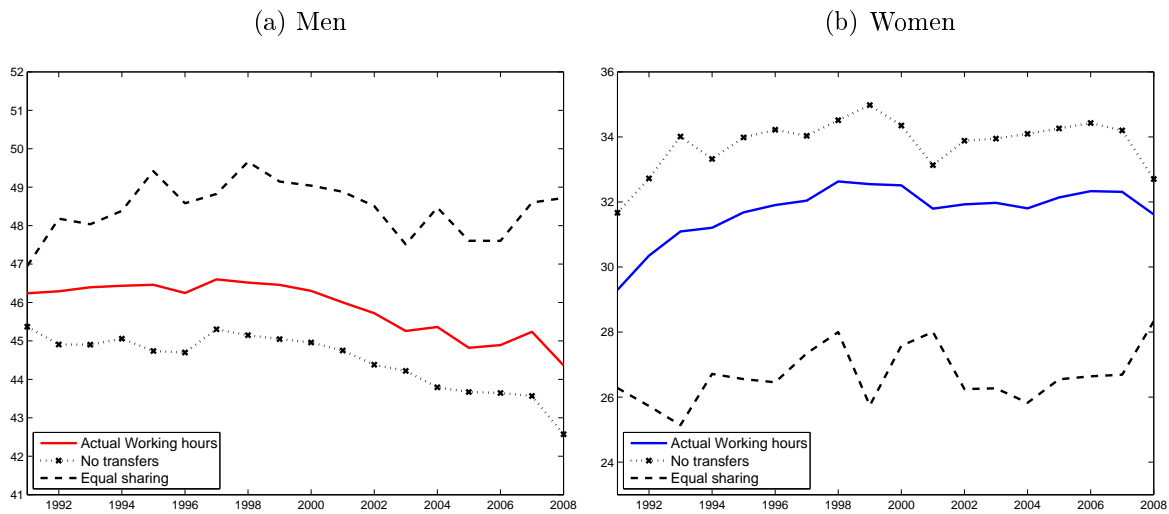 (a) Men
52
51
50
49
48
47
46
45
44
43
42
41
1992 1994 1996 1998 2000 2002 2004 2006 2008
Actual Working hours
No transfers
Equal sharing
(b) Women
36
34
32
30
28
26
24
1992 1994 1996 1998 2000 2002 2004 2006 2008
Actual Working hours
No transfers
Equal sharing